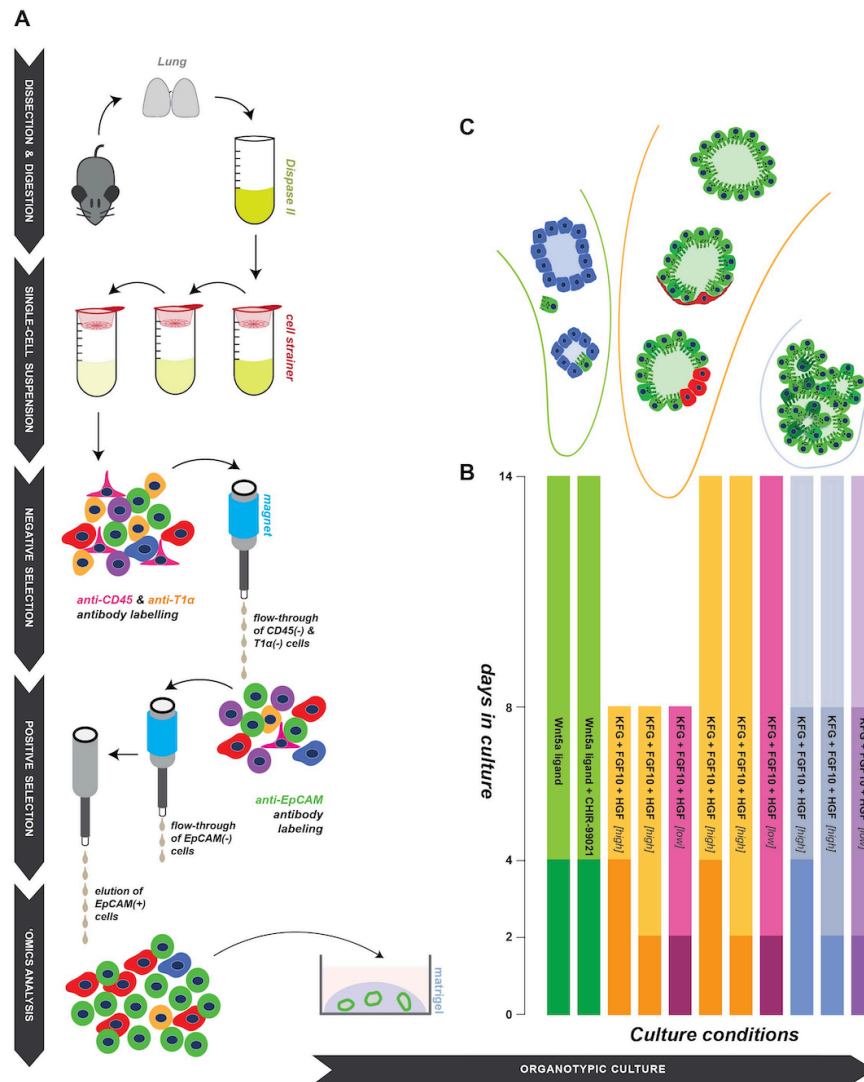 A
DISSECTION & DIGESTION
Lung
Dispase II
SINGLE-CELL SUSPENSION
cell strainer
NEGATIVE SELECTION
magnet
anti-CD45 & anti-T1α
antibody labelling
flow-through
of CD45(-) &
T1α(-) cells
POSITIVE SELECTION
anti-EpCAM
antibody
labeling
flow-through
of EpCAM(-)
cells
elution of
EpCAM(+)
cells
'OMICS ANALYSIS
matrigel
ORGANOTYPIC CULTURE
C
B
days in culture
14
8
4
2
0
Wnt5a ligand
Wnt5a ligand + CHIR-99021
KFG + FGF10 + HGF [high]
KFG + FGF10 + HGF [high]
KFG + FGF10 + HGF [low]
KFG + FGF10 + HGF [high]
KFG + FGF10 + HGF [high]
KFG + FGF10 + HGF [low]
KFG + FGF10 + HGF [high]
KFG + FGF10 + HGF [high]
KFG + FGF10 + HGF [low]
Culture conditions